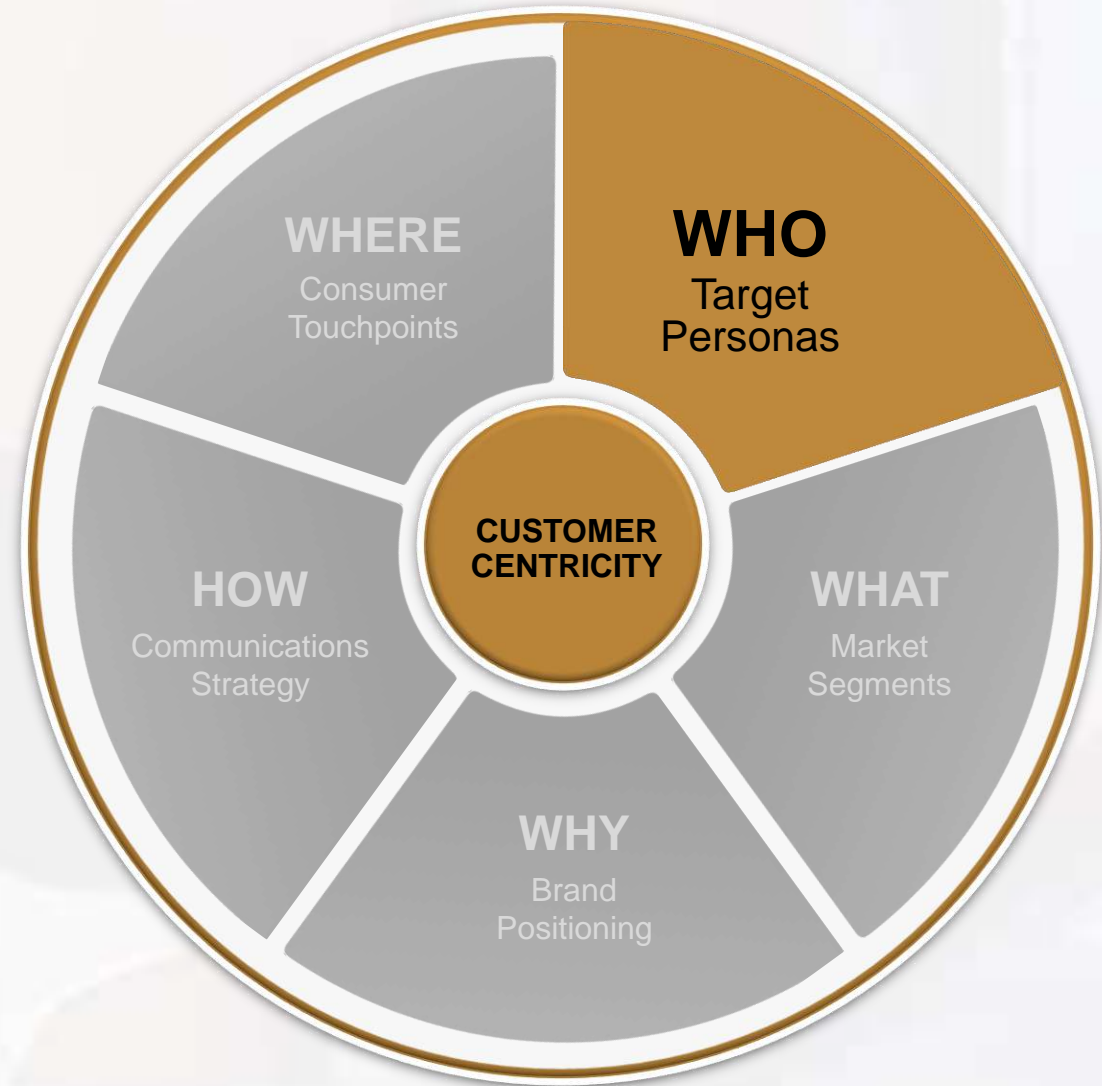 WHO
Target
Personas
WHAT
Market
Segments
WHY
Brand
Positioning
HOW
Communications
Strategy
WHERE
Consumer
Touchpoints
CUSTOMER
CENTRICITY